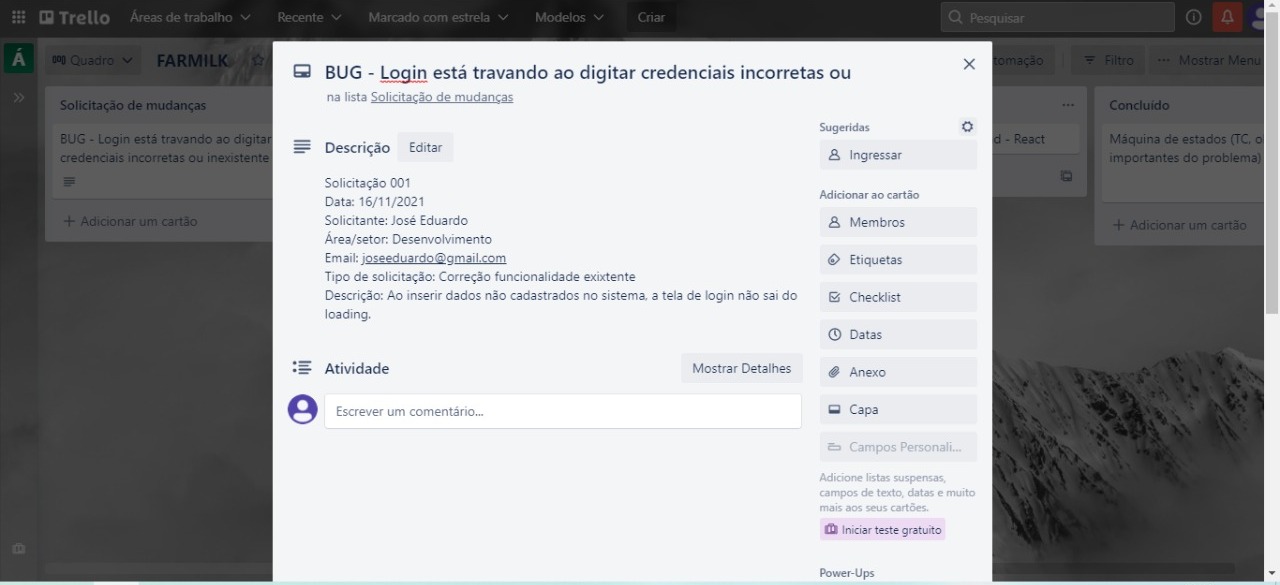 Trello
Áreas de trabalho
Recente
Marcado com estrela
Modelos
Criar
Pesquisar
Á
Quadro
FARMILK
Filtro
Mostrar Menu
Solicitação de mudanças
BUG - Login está travando ao digitar
credenciais incorretas ou inexistente
+ Adicionar um cartão
BUG - Login está travando ao digitar credenciais incorretas ou
na lista Solicitação de mudanças
Descrição
Editar
Solicitação 001
Data: 16/11/2021
Solicitante: José Eduardo
Área/setor: Desenvolvimento
Email: joseeduardo@gmail.com
Tipo de solicitação: Correção funcionalidade exixtente
Descrição: Ao inserir dados não cadastrados no sistema, a tela de login não sai do
loading.
Atividade
Mostrar Detalhes
Escrever um comentário...
Sugeridas
Ingressar
Adicionar ao cartão
Membros
Etiquetas
Checklist
Datas
Anexo
Capa
Campos Personali...
Adicione listas suspensas,
campos de texto, datas e muito
mais aos seus cartões.
Iniciar teste gratuito
Power-Ups
- React
Concluído
Máquina de estados (TC, o
importantes do problema)
+ Adicionar um cartão